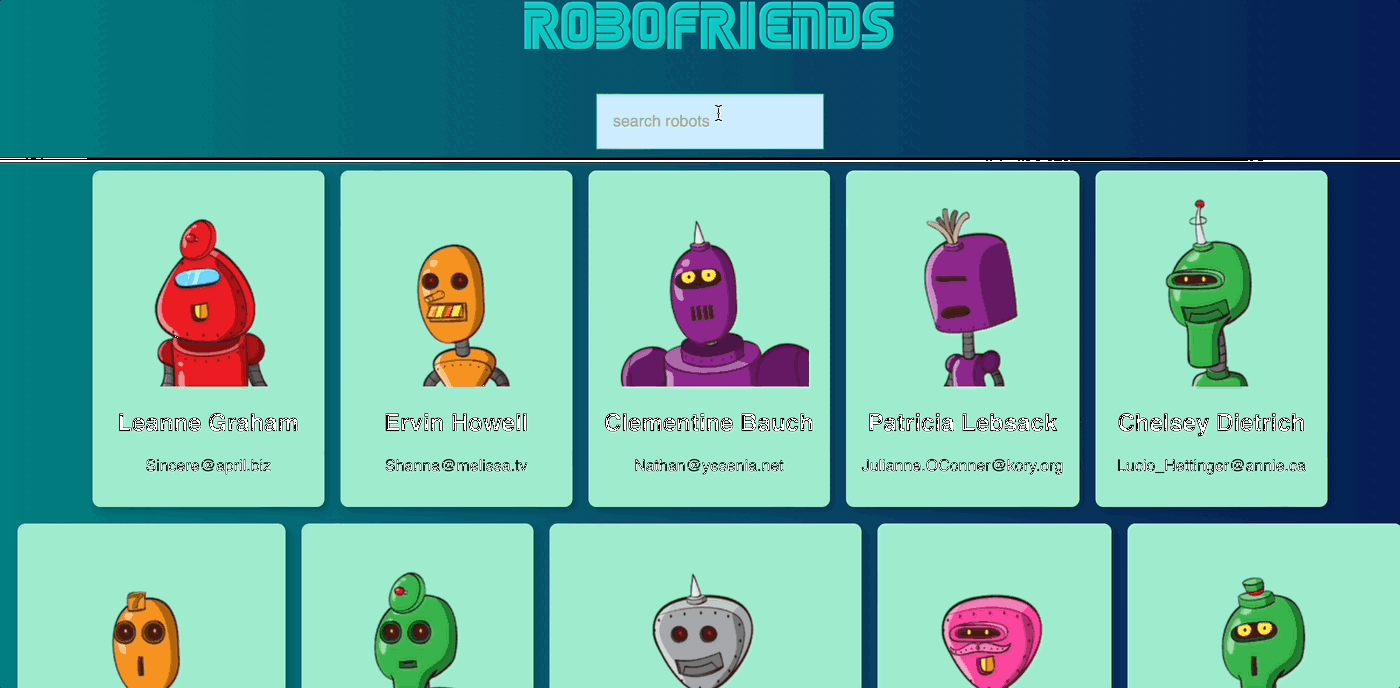 ROBOFRIENDS
search robots
Leanne Graham
Ervin Howell
Clementine Bauch
Patricia Lebsack
Chelsey Dietrich
Sincere@april.biz
Shanna@melissa.tv
Nathan@yesenia.net
Julianne.OConner@kory.org
Lucio_Hettinger@annie.ca